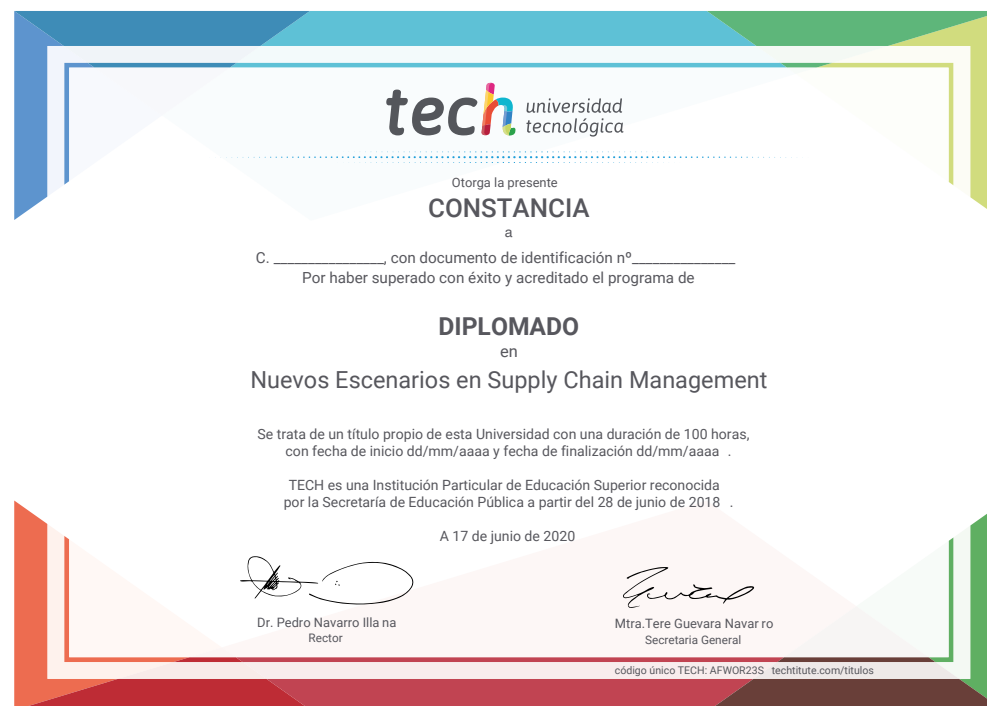 tech universidad
tecnológica
Otorga la presente
CONSTANCIA
a
C. ________________, con documento de identificación nº_______________
Por haber superado con éxito y acreditado el programa de
DIPLOMADO
en
Nuevos Escenarios en Supply Chain Management
Se trata de un título propio de esta Universidad con una duración de 100 horas,
con fecha de inicio dd/mm/aaaa y fecha de finalización dd/mm/aaaa .
TECH es una Institución Particular de Educación Superior reconocida
por la Secretaría de Educación Pública a partir del 28 de junio de 2018 .
A 17 de junio de 2020
Dr. Pedro Navarro Illa na
Rector
Mtra.Tere Guevara Navar ro
Secretaria General
código único TECH: AFWOR23S techtitute.com/titulos